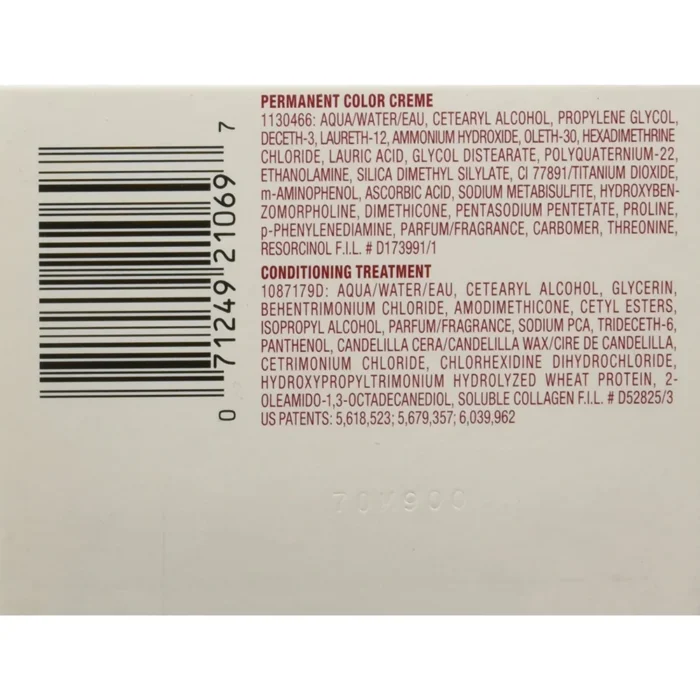 PERMANENT COLOR CREME
1130466: AQUA/WATER/EAU, CETEARYL ALCOHOL, PROPYLENE GLYCOL,
DECETH-3, LAURETH-12, AMMONIUM HYDROXIDE, OLETH-30, HEXADIMETHRINE
CHLORIDE, LAURIC ACID, GLYCOL DISTEARATE, POLYQUATERNIUM-22,
ETHANOLAMINE, SILICA DIMETHYL SILYLATE, CI 77891/TITANIUM DIOXIDE,
m-AMINOPHENOL, ASCORBIC ACID, SODIUM METABISULFITE, HYDROXYBEN-
ZOMORPHOLINE, DIMETHICONE, PENTASODIUM PENTETATE, PROLINE,
p-PHENYLENEDIAMINE, PARFUM/FRAGRANCE, CARBOMER, THREONINE,
RESORCINOL F.I.L. # D173991/1
CONDITIONING TREATMENT
1087179D: AQUA/WATER/EAU, CETEARYL ALCOHOL, GLYCERIN,
BEHENTRIMONIUM CHLORIDE, AMODIMETHICONE, CETYL ESTERS,
ISOPROPYL ALCOHOL, PARFUM/FRAGRANCE, SODIUM PCA, TRIDECETH-6,
PANTHENOL, CANDELILLA CERA/CANDELILLA WAX/CIRE DE CANDELILLA,
CETRIMONIUM CHLORIDE, CHLORHEXIDINE DIHYDROCHLORIDE,
HYDROXYPROPYLTRIMONIUM HYDROLYZED WHEAT PROTEIN, 2-
OLEAMIDO-1,3-OCTADECANEDIOL, SOLUBLE COLLAGEN F.I.L. # D52825/3
US PATENTS: 5,618,523; 5,679,357; 6,039,962
0 71249 21069 7